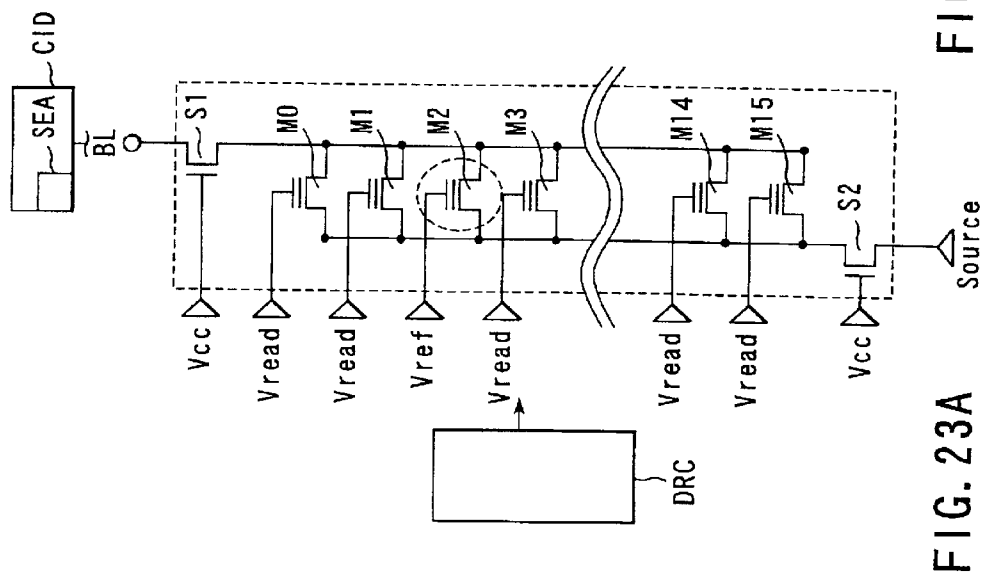 CID
SEA
BL
S1
M0
M1
M2
M3
M14
M15
S2
Vcc
Vread
Vread
Vref
Vread
Vread
Vread
Vcc
Source
DRC
FIG. 23A